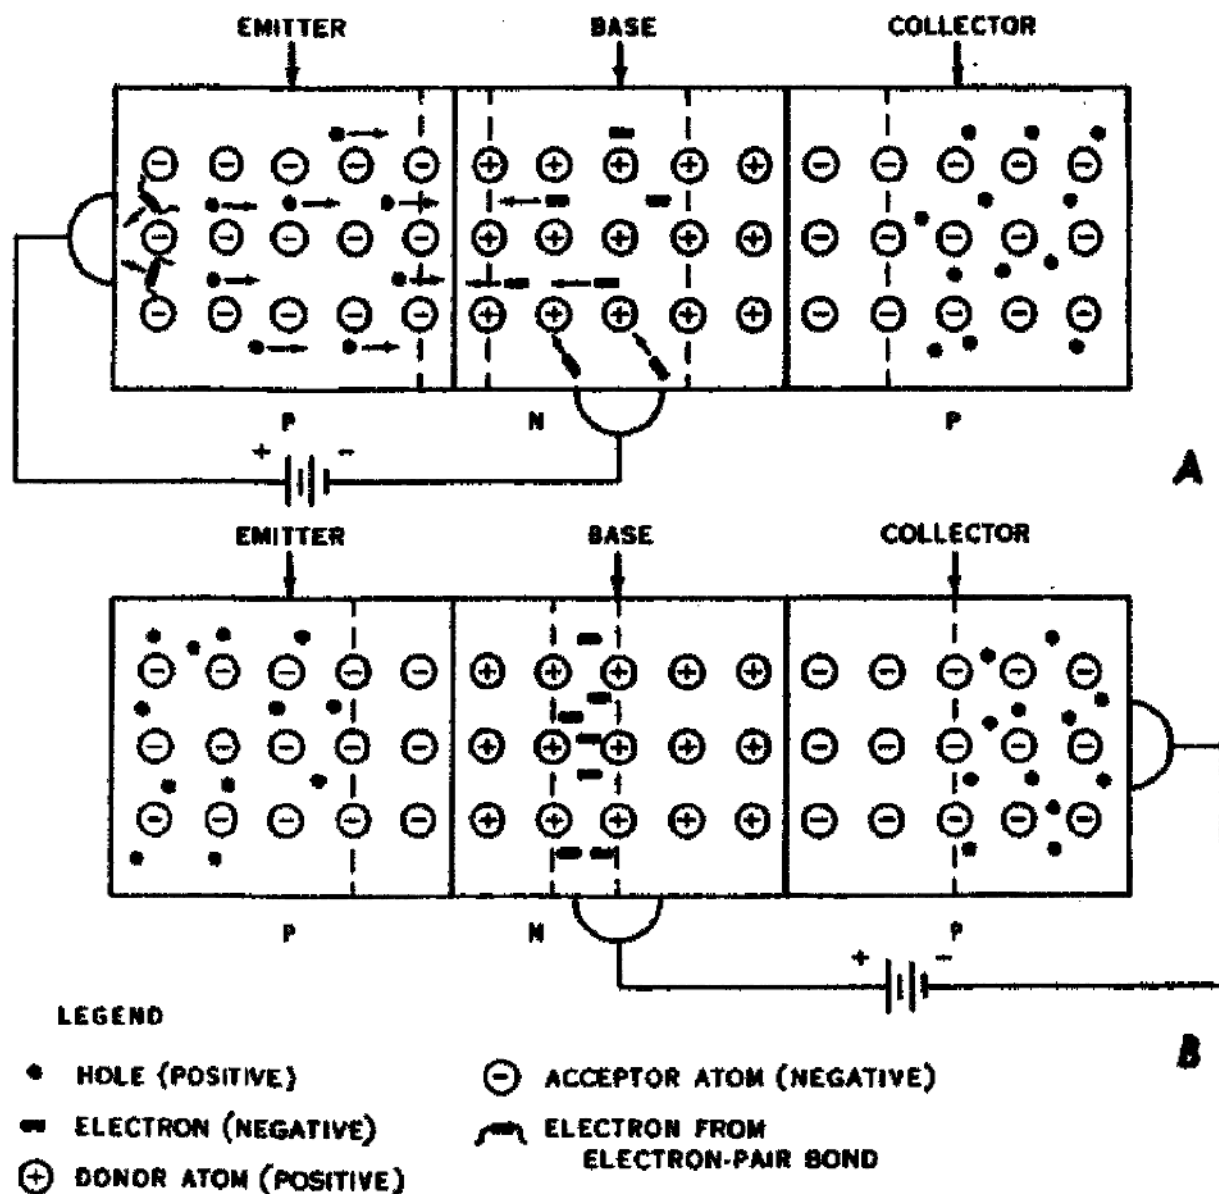 EMITTER BASE COLLECTOR
P N P
+ -
A
EMITTER BASE COLLECTOR
P N P
+ -
B
LEGEND
HOLE (POSITIVE)
ELECTRON (NEGATIVE)
DONOR ATOM (POSITIVE)
ACCEPTOR ATOM (NEGATIVE)
ELECTRON FROM
ELECTRON-PAIR BOND